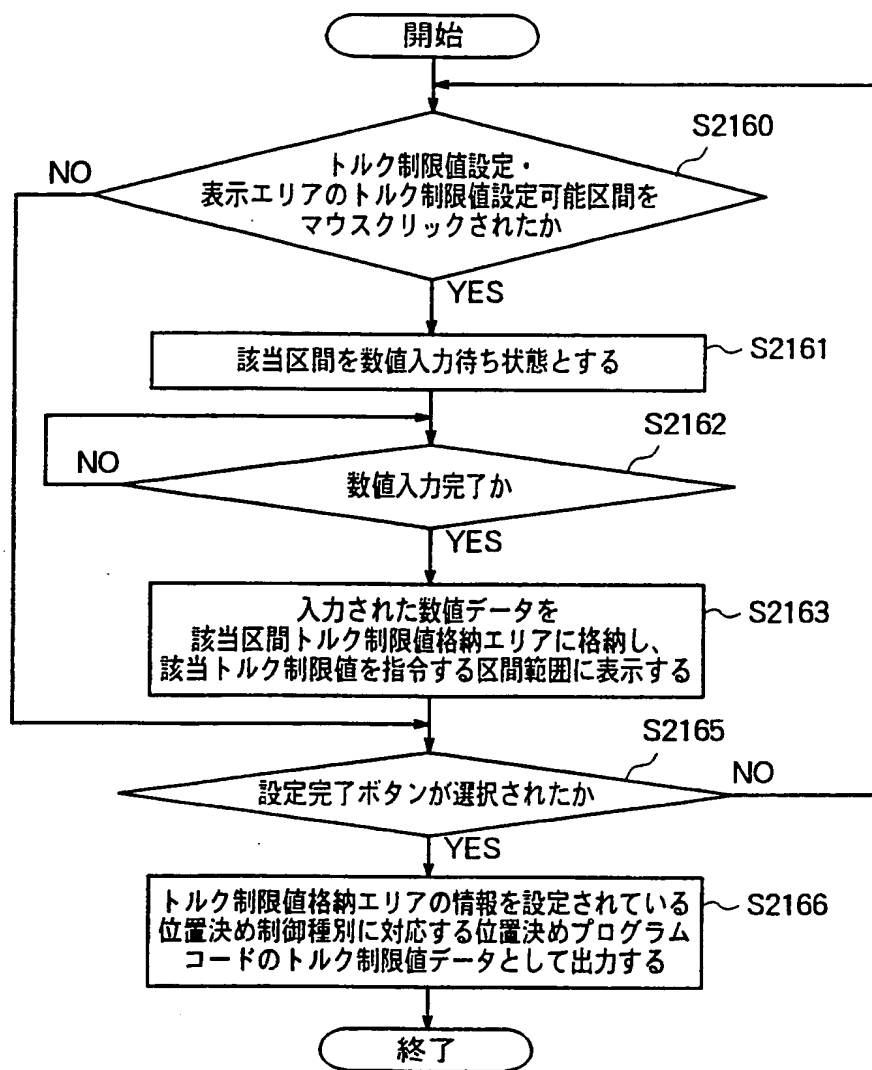 開始
S2160
NO
トルク制限値設定・
表示エリアのトルク制限値設定可能区間を
マウスクリックされたか
YES
該当区間を数値入力待ち状態とする
S2161
S2162
NO
数値入力完了か
YES
入力された数値データを
該当区間トルク制限値格納エリアに格納し、
該当トルク制限値を指令する区間範囲に表示する
S2163
S2165
設定完了ボタンが選択されたか
NO
YES
トルク制限値格納エリアの情報を設定されている
位置決め制御種別に対応する位置決めプログラム
コードのトルク制限値データとして出力する
S2166
終了